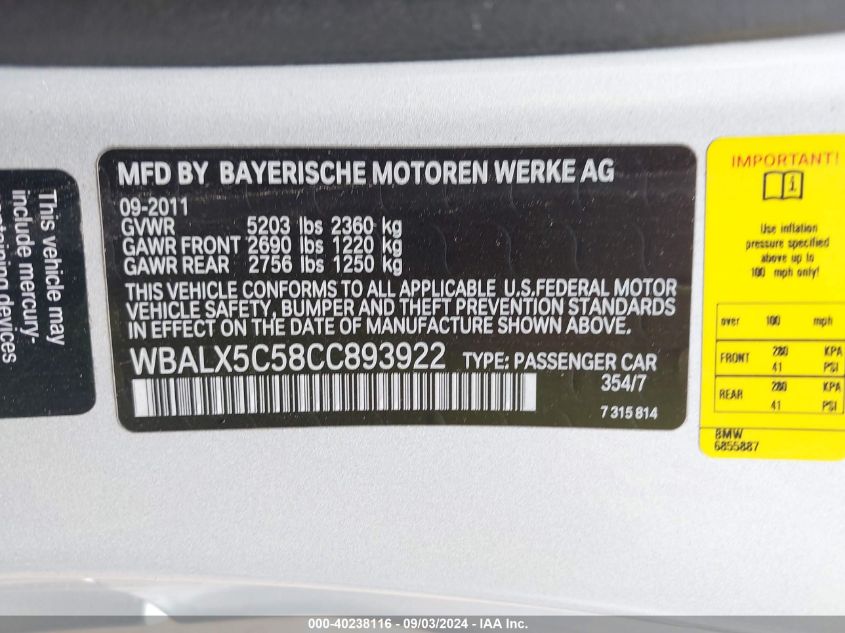 This vehicle may
include mercury-
containing devices
MFD BY BAYERISCHE MOTOREN WERKE AG
09-2011
GVWR 5203 lbs 2360 kg
GAWR FRONT 2690 lbs 1220 kg
GAWR REAR 2756 lbs 1250 kg
THIS VEHICLE CONFORMS TO ALL APPLICABLE U.S.FEDERAL MOTOR
VEHICLE SAFETY, BUMPER AND THEFT PREVENTION STANDARDS
IN EFFECT ON THE DATE OF MANUFACTURE SHOWN ABOVE.
WBALX5C58CC893922 TYPE: PASSENGER CAR
354/7
7 315 814
IMPORTANT!
Use inflation
pressure specified
above up to
100 mph only!
over 100 mph
FRONT 280 KPA
41 PSI
REAR 280 KPA
41 PSI
BMW
6855887
000-40238116 - 09/03/2024 - © IAA Inc.